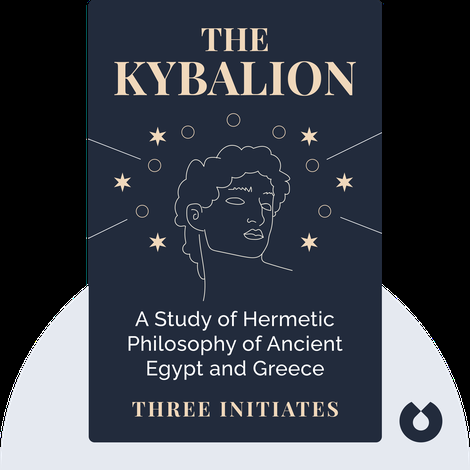 THE
KYBALION
A Study of Hermetic
Philosophy of Ancient
Egypt and Greece
THREE INITIATES